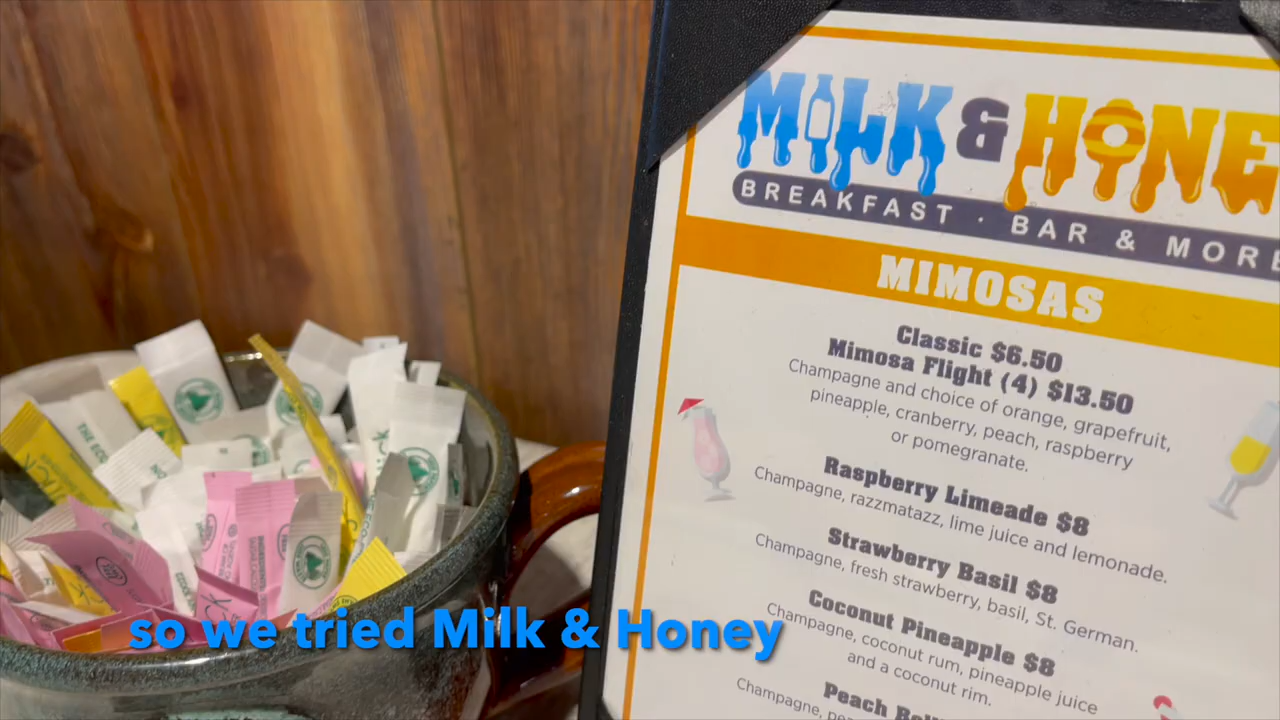 MILK & HONE
BREAKFAST · BAR & MORE
MIMOSAS
Classic $6.50
Mimosa Flight (4) $13.50
Champagne and choice of orange, grapefruit,
pineapple, cranberry, peach, raspberry
or pomegranate.
Raspberry Limeade $8
Champagne, razzmatazz, lime juice and lemonade.
Strawberry Basil $8
Champagne, fresh strawberry, basil, St. German.
Coconut Pineapple $8
Champagne, coconut rum, pineapple juice
and a coconut rim.
Peach
Champagne,
so we tried Milk & Honey